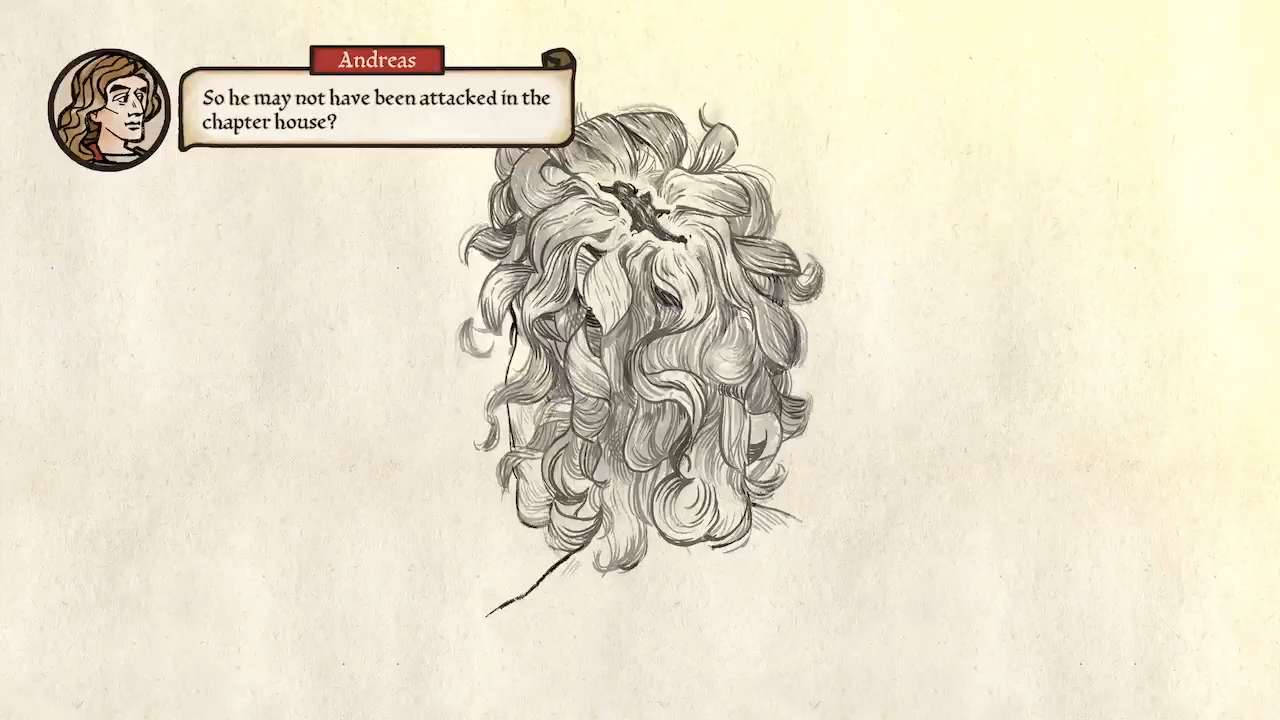 Andreas
So he may not have been attacked in the
chapter house?